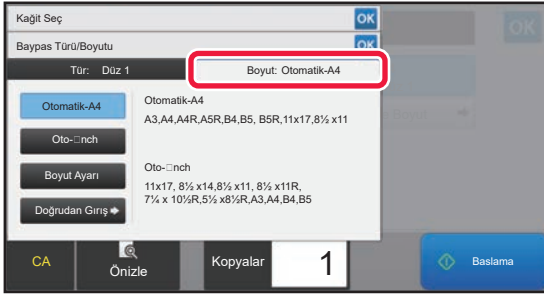 Kağit Seç
OK
Baypas Türü/Boyutu
OK
Tür: Düz 1
Boyut: Otomatik-A4
Otomatik-A4
Oto-□nch
Boyut Ayarı
Doğrudan Giriş
Otomatik-A4
A3,A4,A4R,A5R,B4,B5, B5R,11x17,8½ x11
Oto-□nch
11x17, 8½ x14,8½ x11, 8½ x11R,
7¼ x 10½R,5½ x8½R,A3,A4,B4,B5
OK
CA
Önizle
Kopyalar
1
Baslama